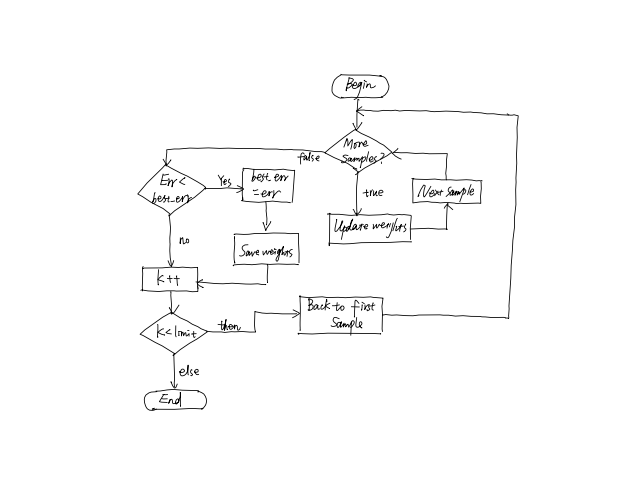 Begin
More
Samples?
false
true
Update weights
Next sample
Err<
best_err
Yes
best_err
=err
Save weights
no
K++
K<limit
then
Back to first
Sample
else
End